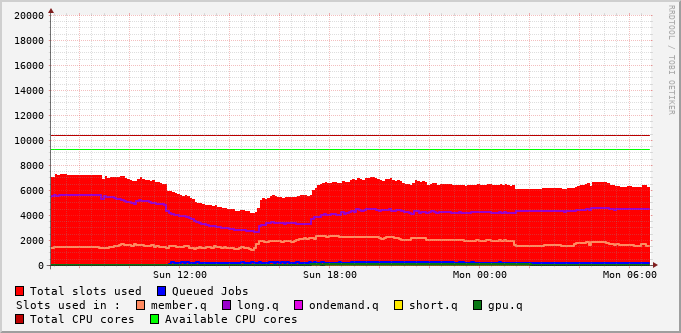 RRDTOOL / TOBI OETIKER
20000
18000
16000
14000
12000
10000
8000
6000
4000
2000
0
Sun 12:00 Sun 18:00 Mon 00:00 Mon 06:00
Total slots used Queued Jobs
Slots used in : member.q long.q ondemand.q short.q gpu.q
Total CPU cores Available CPU cores